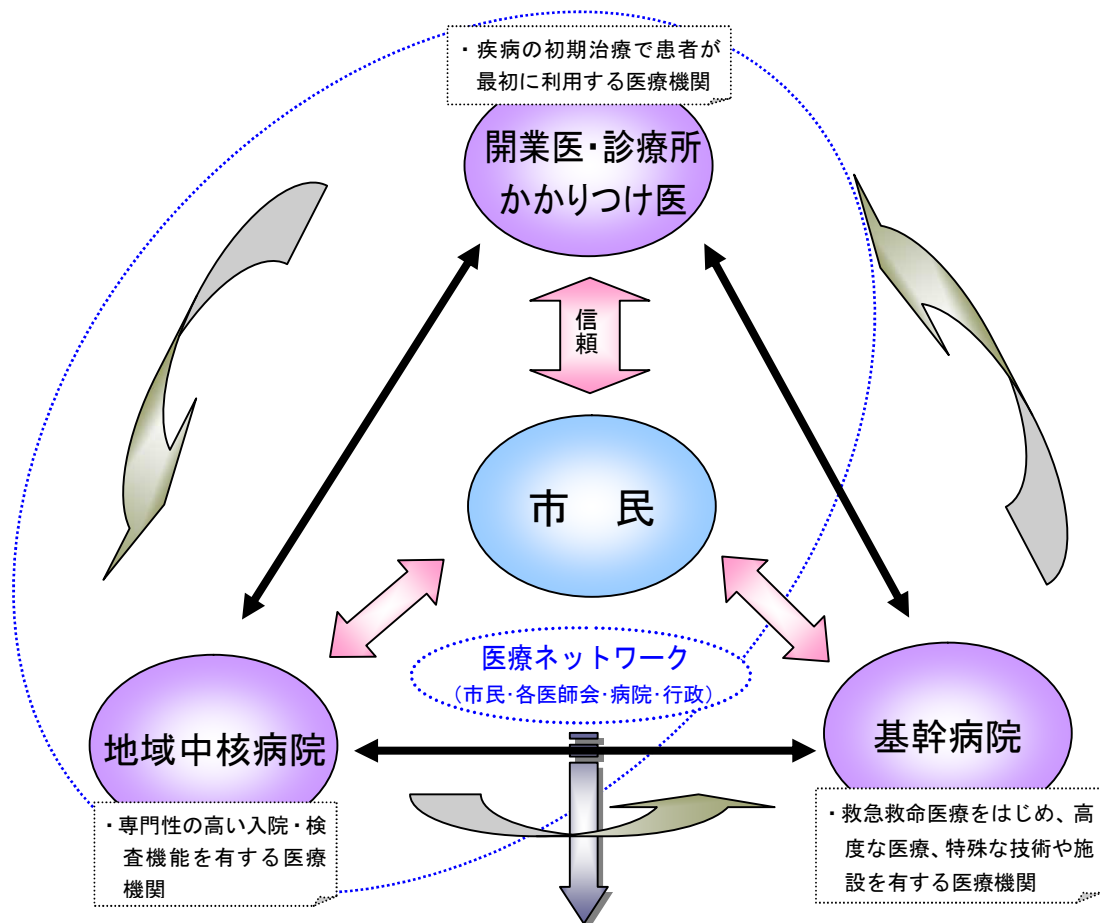 ・疾病の初期治療で患者が
最初に利用する医療機関
開業医・診療所
かかりつけ医
信頼
市　民
医療ネットワーク
（市民・各医師会・病院・行政）
地域中核病院
基幹病院
・専門性の高い入院・検
査機能を有する医療
機関
・救急救命医療をはじめ、高
度な医療、特殊な技術や施
設を有する医療機関